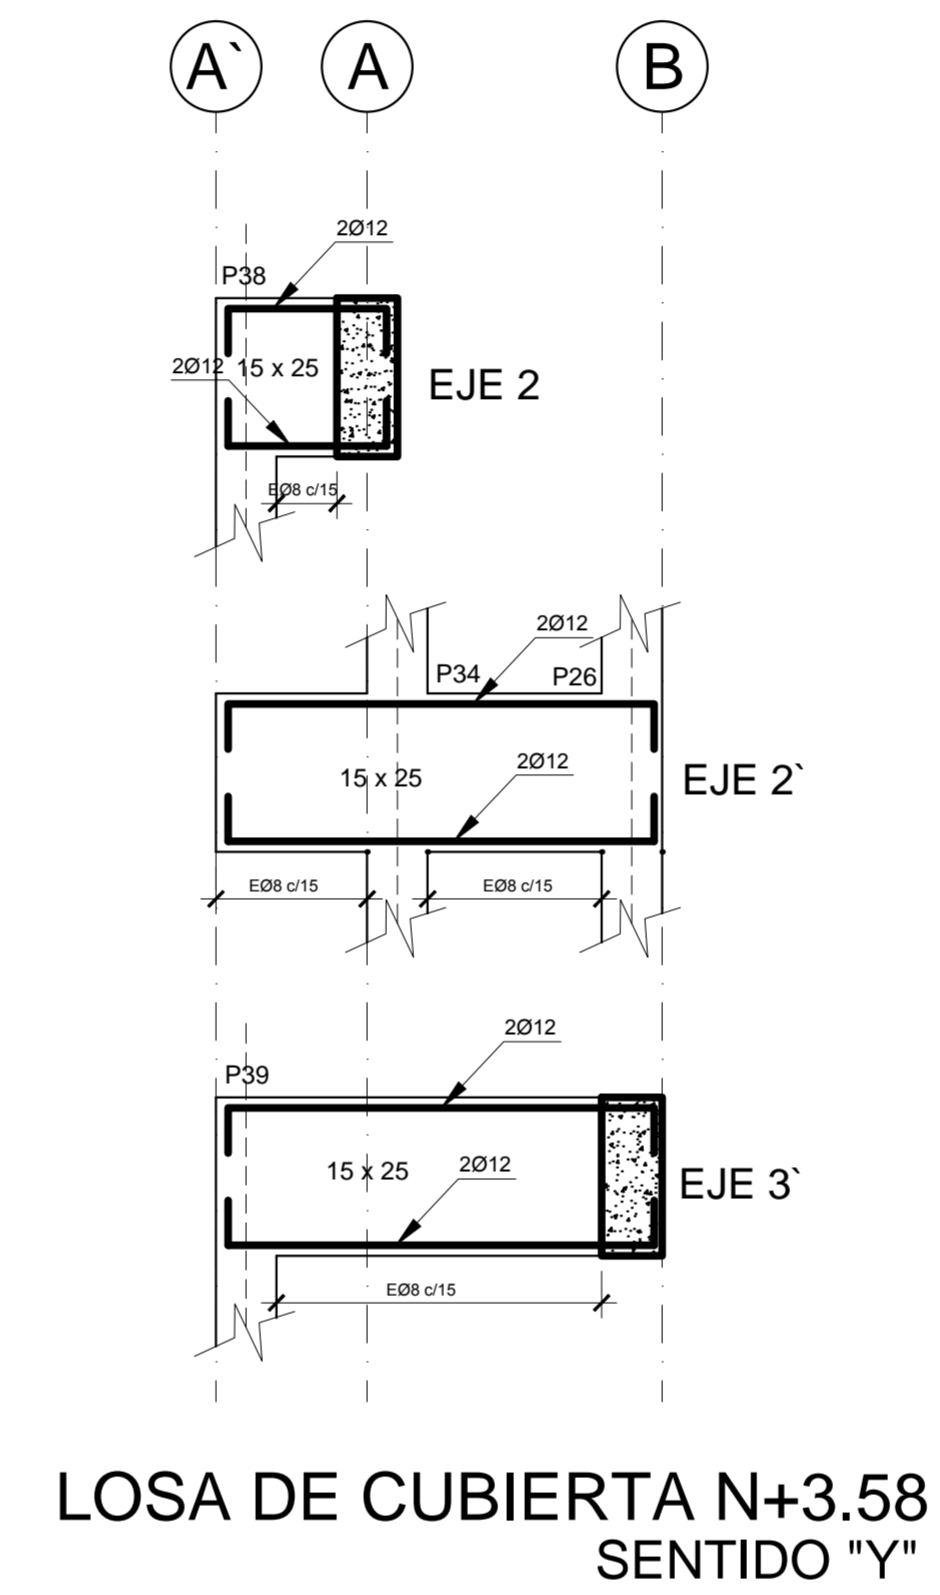 A` A B
2Ø12
P38
2Ø12 15 x 25
EJE 2
EØ8 c/15
2Ø12
P34 P26
2Ø12
15 x 25
EJE 2`
EØ8 c/15 EØ8 c/15
2Ø12
P39
2Ø12
15 x 25
EJE 3`
EØ8 c/15
LOSA DE CUBIERTA N+3.58
SENTIDO "Y"